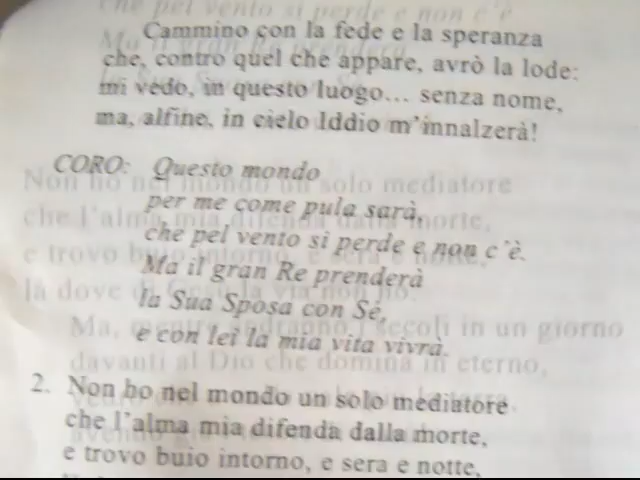 Cammino con la fede e la speranza
che, contro quel che appare, avrò la lode:
mi vedo, in questo luogo... senza nome,
ma, alfine, in cielo Iddio m'innalzerà!
CORO: Questo mondo
per me come pula sarà,
che pel vento si perde e non c'è.
Ma il gran Re prenderà
la Sua Sposa con Sé,
e con lei la mia vita vivrà.
2. Non ho nel mondo un solo mediatore
che l'alma mia difenda dalla morte,
e trovo buio intorno, e sera e notte,